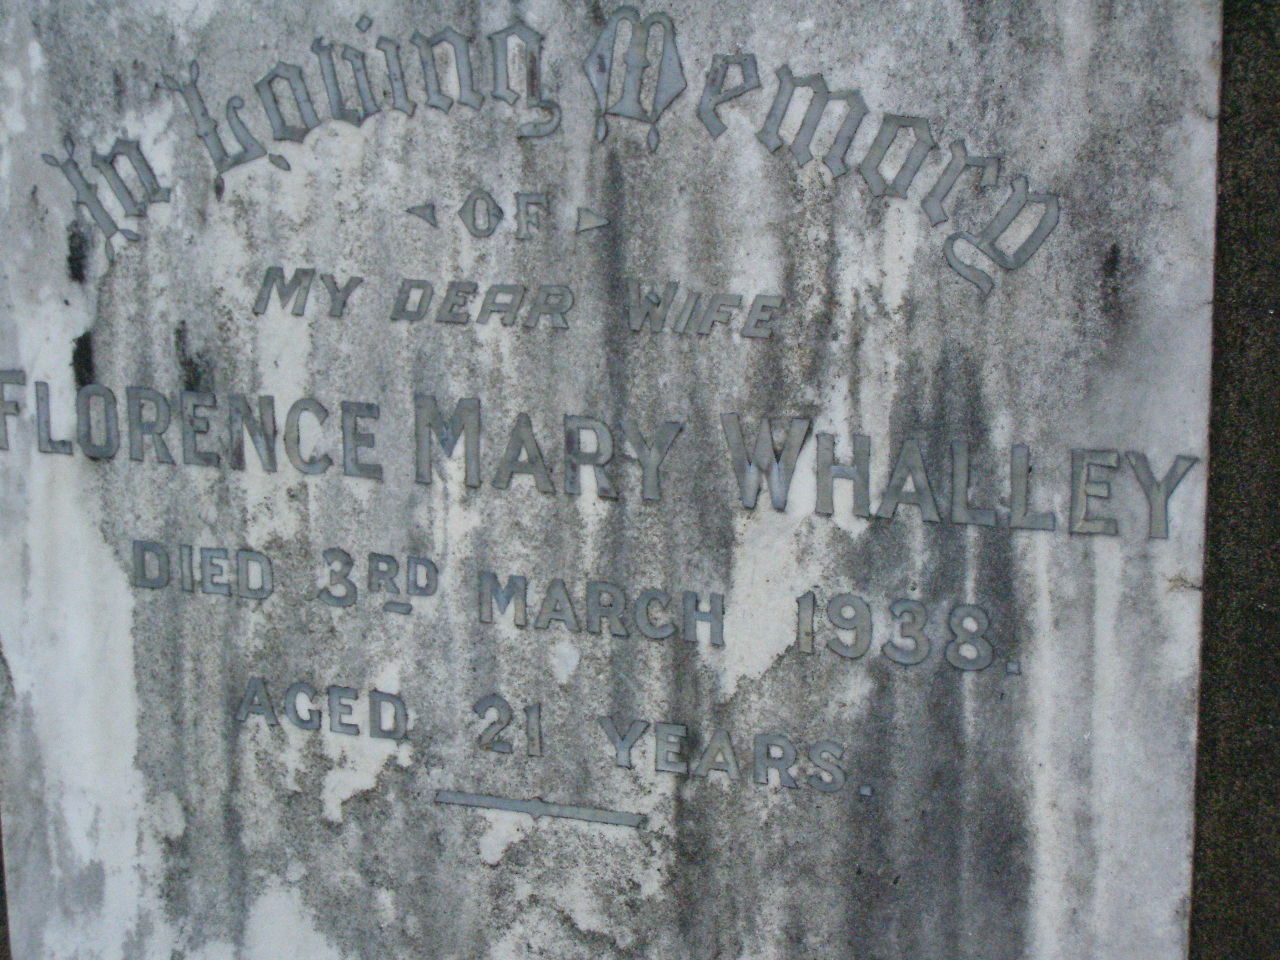 In Loving Memory
OF
MY DEAR WIFE
FLORENCE MARY WHALLEY
DIED 3RD MARCH 1938.
AGED 21 YEARS.